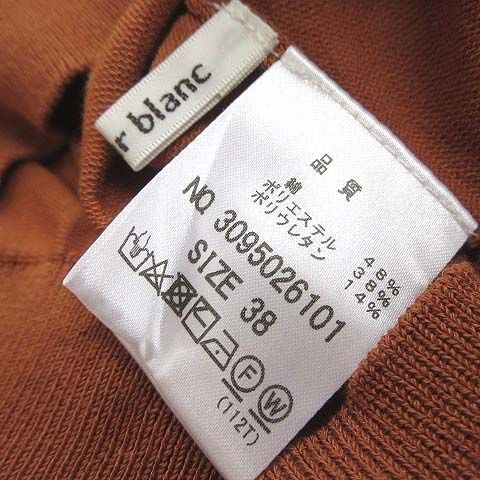 r blanc
品質
綿 48%
ポリエステル 38%
ポリウレタン 14%
NO. 3095026101
SIZE 38
F W
(112T)